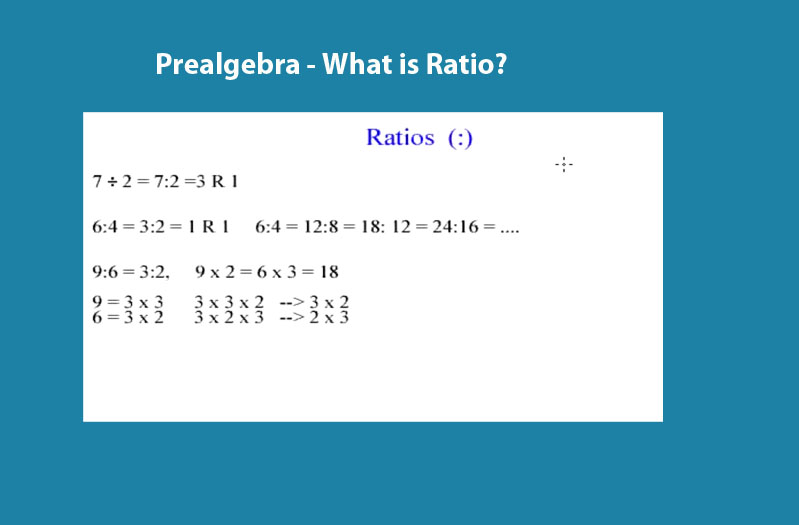 Prealgebra - What is Ratio?
Ratios (:)
7 ÷ 2 = 7:2 =3 R 1
6:4 = 3:2 = 1 R 1 6:4 = 12:8 = 18: 12 = 24:16 = ....
9:6 = 3:2, 9 x 2 = 6 x 3 = 18
9 = 3 x 3 3 x 3 x 2 --> 3 x 2
6 = 3 x 2 3 x 2 x 3 --> 2 x 3